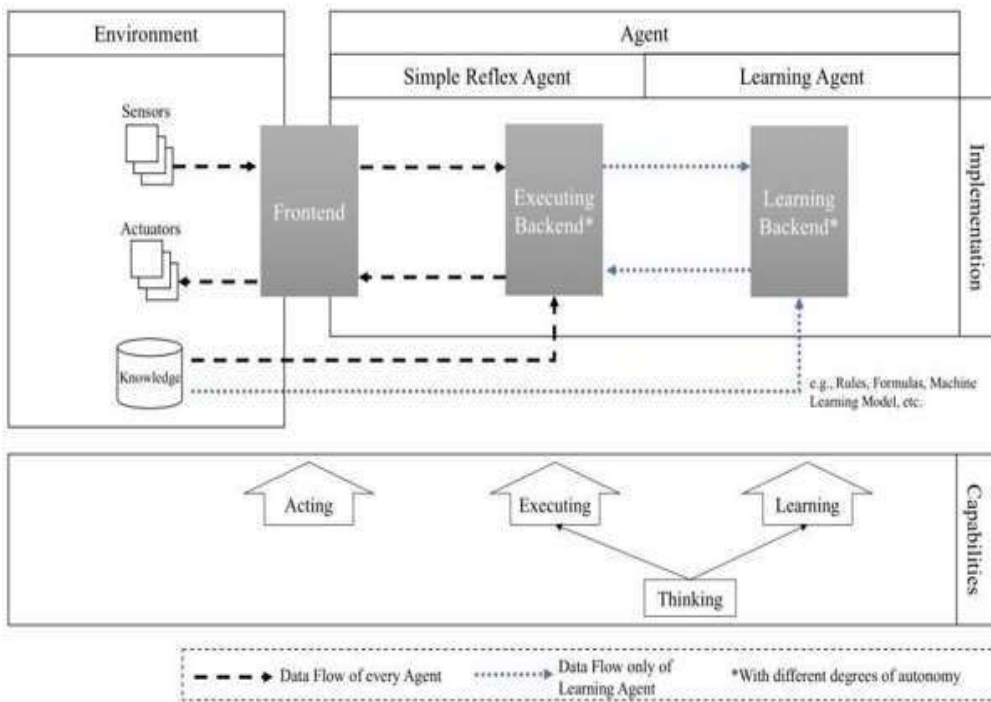 Environment
Agent
Simple Reflex Agent
Learning Agent
Sensors
Frontend
Executing
Backend*
Learning
Backend*
Implementation
Actuators
Knowledge
e.g., Rules, Formulas, Machine
Learning Model, etc.
Acting
Executing
Learning
Thinking
Capabilities
Data Flow of every Agent
Data Flow only of
Learning Agent
*With different degrees of autonomy